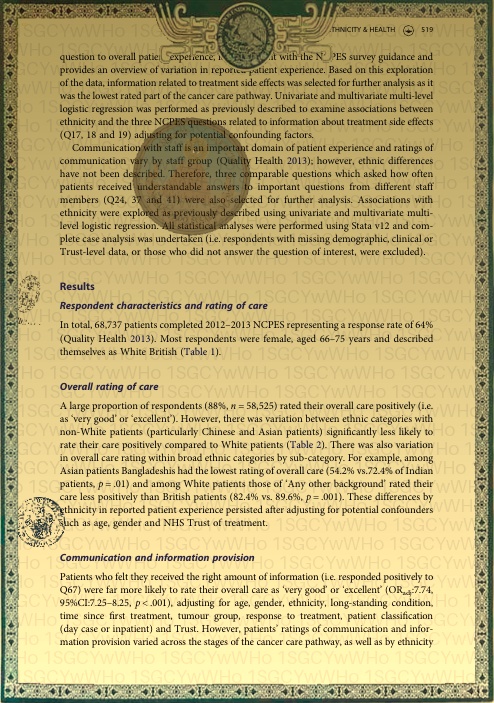 THNICITY & HEALTH 519
question to overall patient experience, in with the N PES survey guidance and
provides an overview of variation in reported patient experience. Based on this exploration
of the data, information related to treatment side effects was selected for further analysis as it
was the lowest rated part of the cancer care pathway. Univariate and multivariate multi-level
logistic regression was performed as previously described to examine associations between
ethnicity and the three NCPES questions related to information about treatment side effects
(Q17, 18 and 19) adjusting for potential confounding factors.
Communication with staff is an important domain of patient experience and ratings of
communication vary by staff group (Quality Health 2013); however, ethnic differences
have not been described. Therefore, three comparable questions which asked how often
patients received understandable answers to important questions from different staff
members (Q24, 37 and 41) were also selected for further analysis. Associations with
ethnicity were explored as previously described using univariate and multivariate multi-
level logistic regression. All statistical analyses were performed using Stata v12 and com-
plete case analysis was undertaken (i.e. respondents with missing demographic, clinical or
Trust-level data, or those who did not answer the question of interest, were excluded).
Results
Respondent characteristics and rating of care
In total, 68,737 patients completed 2012–2013 NCPES representing a response rate of 64%
(Quality Health 2013). Most respondents were female, aged 66–75 years and described
themselves as White British (Table 1).
Overall rating of care
A large proportion of respondents (88%, n = 58,525) rated their overall care positively (i.e.
as 'very good' or 'excellent'). However, there was variation between ethnic categories with
non-White patients (particularly Chinese and Asian patients) significantly less likely to
rate their care positively compared to White patients (Table 2). There was also variation
in overall care rating within broad ethnic categories by sub-category. For example, among
Asian patients Bangladeshis had the lowest rating of overall care (54.2% vs.72.4% of Indian
patients, p = .01) and among White patients those of 'Any other background' rated their
care less positively than British patients (82.4% vs. 89.6%, p = .001). These differences by
ethnicity in reported patient experience persisted after adjusting for potential confounders
such as age, gender and NHS Trust of treatment.
Communication and information provision
Patients who felt they received the right amount of information (i.e. responded positively to
Q67) were far more likely to rate their overall care as 'very good' or 'excellent' (ORadj:7.74,
95%CI:7.25–8.25, p < .001), adjusting for age, gender, ethnicity, long-standing condition,
time since first treatment, tumour group, response to treatment, patient classification
(day case or inpatient) and Trust. However, patients' ratings of communication and infor-
mation provision varied across the stages of the cancer care pathway, as well as by ethnicity